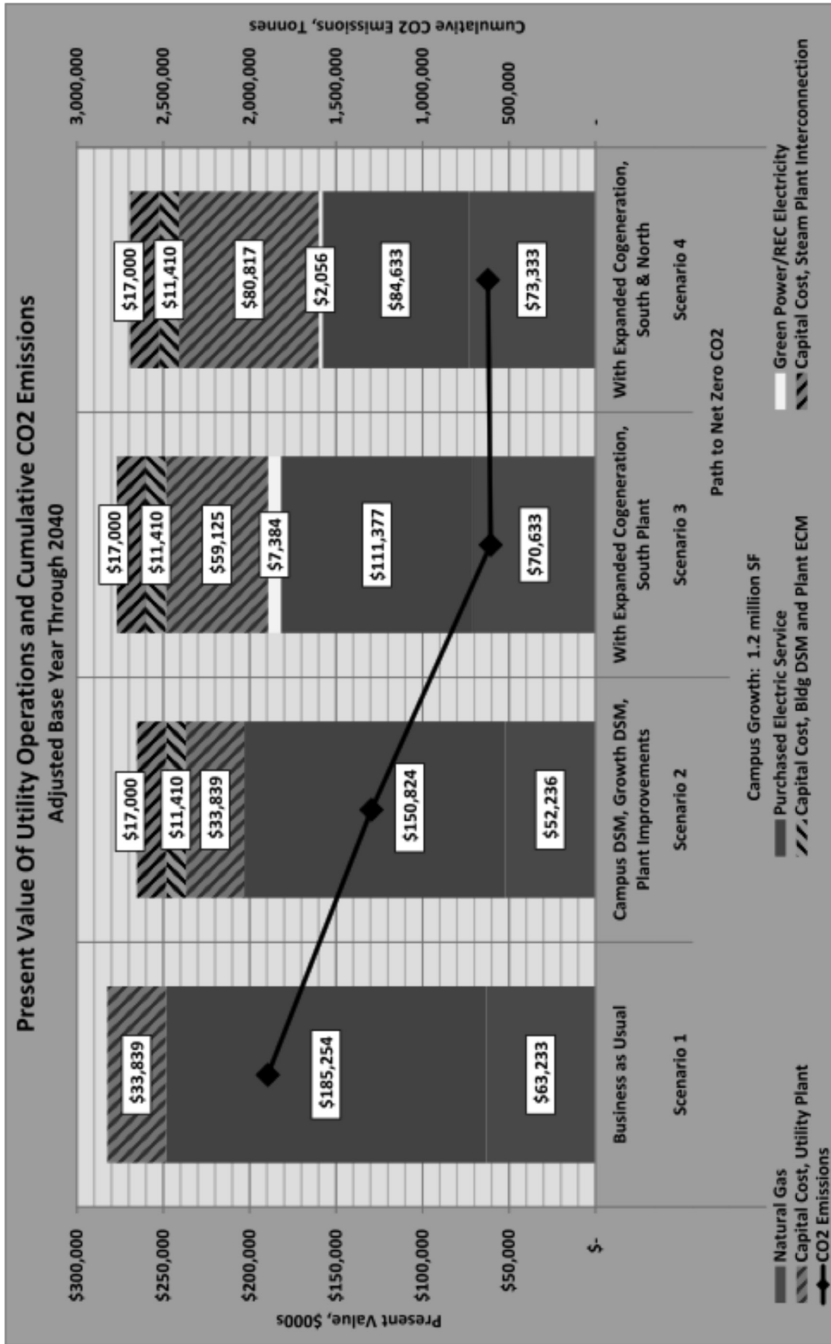 Present Value Of Utility Operations and Cumulative CO2 Emissions
Adjusted Base Year Through 2040
Present Value, $000s
$300,000
$250,000
$200,000
$150,000
$100,000
$50,000
$-
Cumulative CO2 Emissions, Tonnes
3,000,000
2,500,000
2,000,000
1,500,000
1,000,000
500,000
-
$33,839
$185,254
$63,233
$17,000
$11,410
$33,839
$150,824
$52,236
$17,000
$11,410
$59,125
$7,384
$111,377
$70,633
$17,000
$11,410
$80,817
$2,056
$84,633
$73,333
Business as Usual
Scenario 1
Campus DSM, Growth DSM,
Plant Improvements
Scenario 2
With Expanded Cogeneration,
South Plant
Scenario 3
With Expanded Cogeneration,
South & North
Scenario 4
Path to Net Zero CO2
Campus Growth: 1.2 million SF
Natural Gas
Purchased Electric Service
Green Power/REC Electricity
Capital Cost, Utility Plant
Capital Cost, Bldg DSM and Plant ECM
Capital Cost, Steam Plant Interconnection
CO2 Emissions